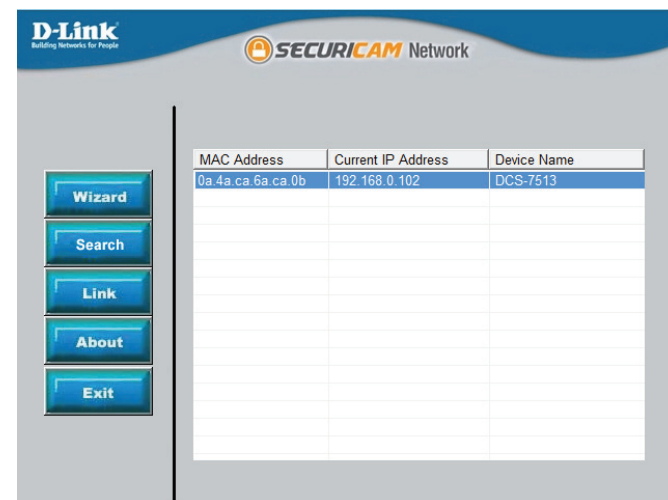 D-Link
Building Networks for People
SECURICAM Network
MAC Address Current IP Address Device Name
0a.4a.ca.6a.ca.0b 192.168.0.102 DCS-7513
Wizard
Search
Link
About
Exit